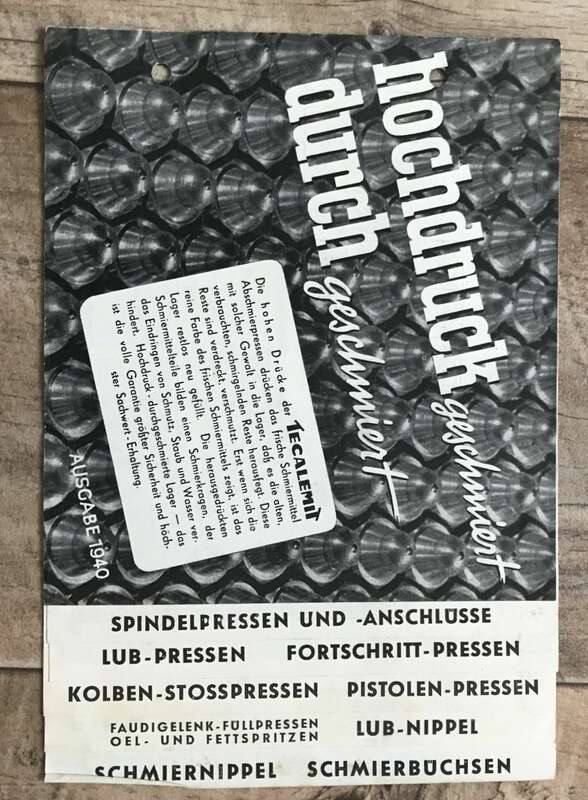 hochdruck geschmiert
durch geschmiert
Die hohen Drücke der TECALEMIT
Abschmierpressen drücken das frische Schmiermittel
mit solcher Gewalt in die Lager, daß es die alten,
verbrauchten, schmirgelnden Reste herausfegt. Diese
Reste sind verdreckt, verschmutzt. Erst wenn sich die
reine Farbe des frischen Schmiermittels zeigt, ist das
Lager restlos neu gefüllt. Die herausgedrückten
Schmiermittelteile bilden einen Schmierkragen, der
das Eindringen von Schmutz, Staub und Wasser ver-
hindert. Hochdruck-durchgeschmierte Lager — das
ist die volle Garantie größter Sicherheit und höch-
ster Sachwert-Erhaltung.
AUSGABE 1940
SPINDELPRESSEN UND -ANSCHLÜSSE
LUB-PRESSEN FORTSCHRITT-PRESSEN
KOLBEN-STOSSPRESSEN PISTOLEN-PRESSEN
FAUDIGELENK-FÜLLPRESSEN
OEL- UND FETTSPRITZEN LUB-NIPPEL
SCHMIERNIPPEL SCHMIERBÜCHSEN